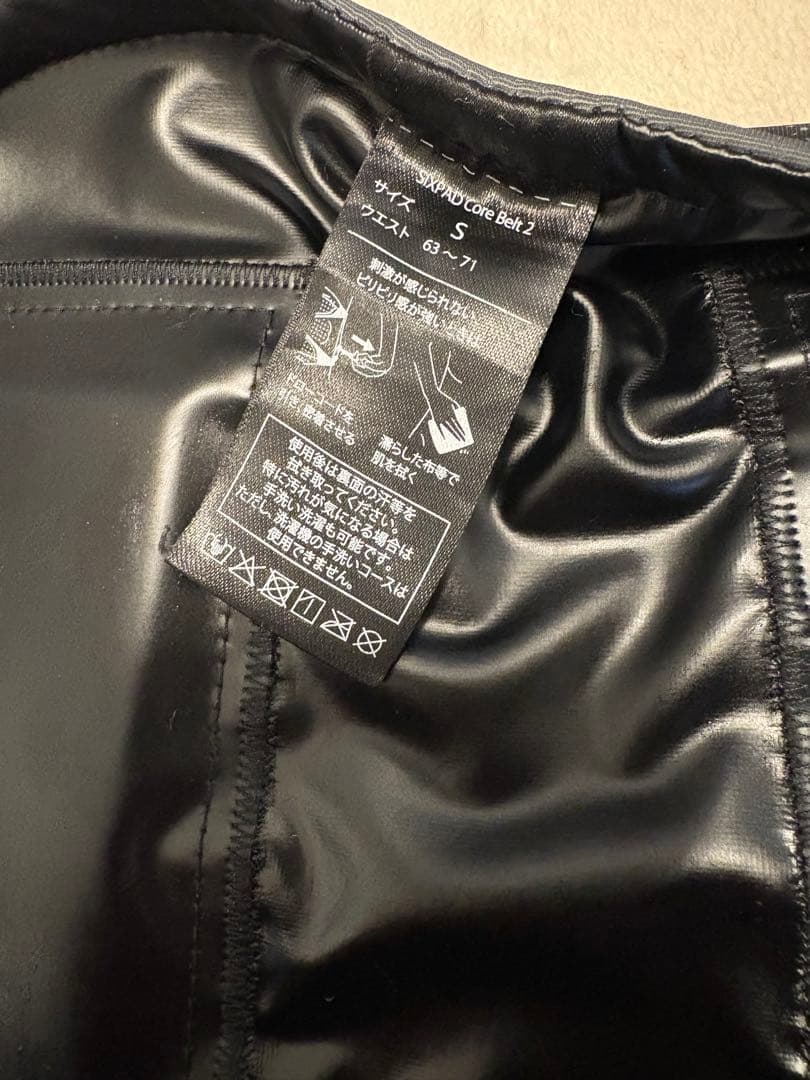 SIXPAD Core Belt 2
サイズ S
ウエスト 63～71
刺激が感じられない
ピリピリ感が強い
ドローコードを
密着させる
濡らした布等で
肌を拭く
使用後は裏面の汗等を
拭き取ってください。
特に汚れが気になる場合は
手洗い洗濯も可能です。
ただし、洗濯機の手洗いコースは
使用できません。